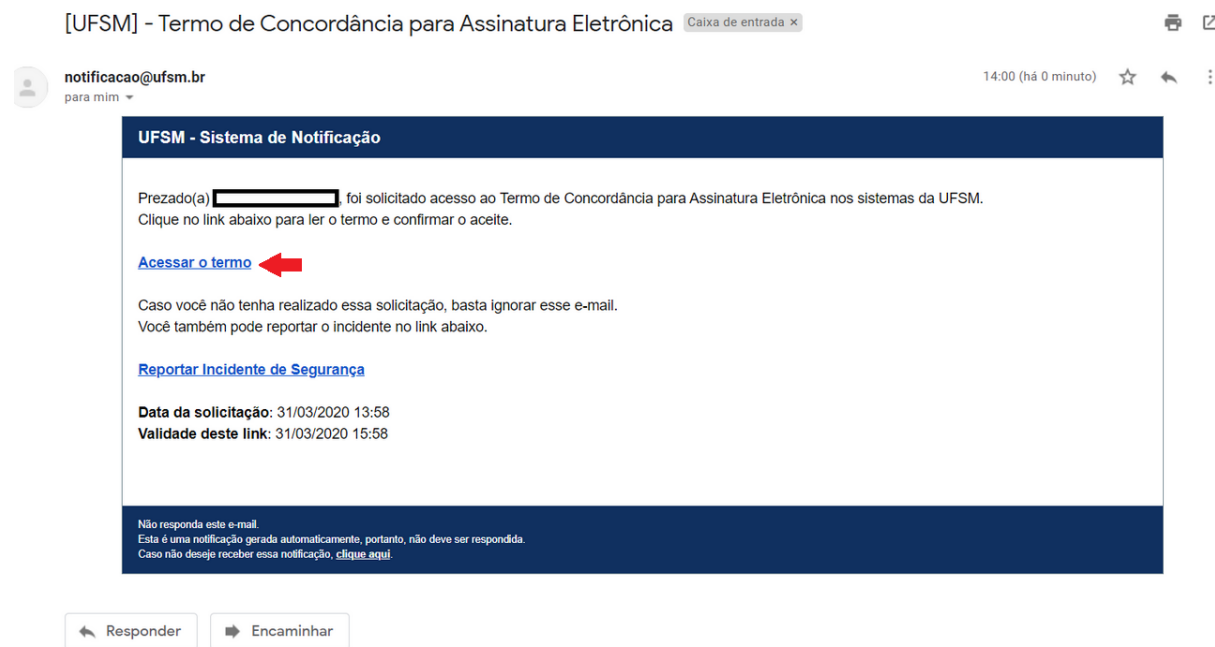 [UFSM] - Termo de Concordância para Assinatura Eletrônica Caixa de entrada ×
notificacao@ufsm.br 14:00 (há 0 minuto)
para mim
UFSM - Sistema de Notificação
Prezado(a) , foi solicitado acesso ao Termo de Concordância para Assinatura Eletrônica nos sistemas da UFSM.
Clique no link abaixo para ler o termo e confirmar o aceite.
Acessar o termo
Caso você não tenha realizado essa solicitação, basta ignorar esse e-mail.
Você também pode reportar o incidente no link abaixo.
Reportar Incidente de Segurança
Data da solicitação: 31/03/2020 13:58
Validade deste link: 31/03/2020 15:58
Não responda este e-mail.
Esta é uma notificação gerada automaticamente, portanto, não deve ser respondida.
Caso não deseje receber essa notificação, clique aqui.
Responder Encaminhar